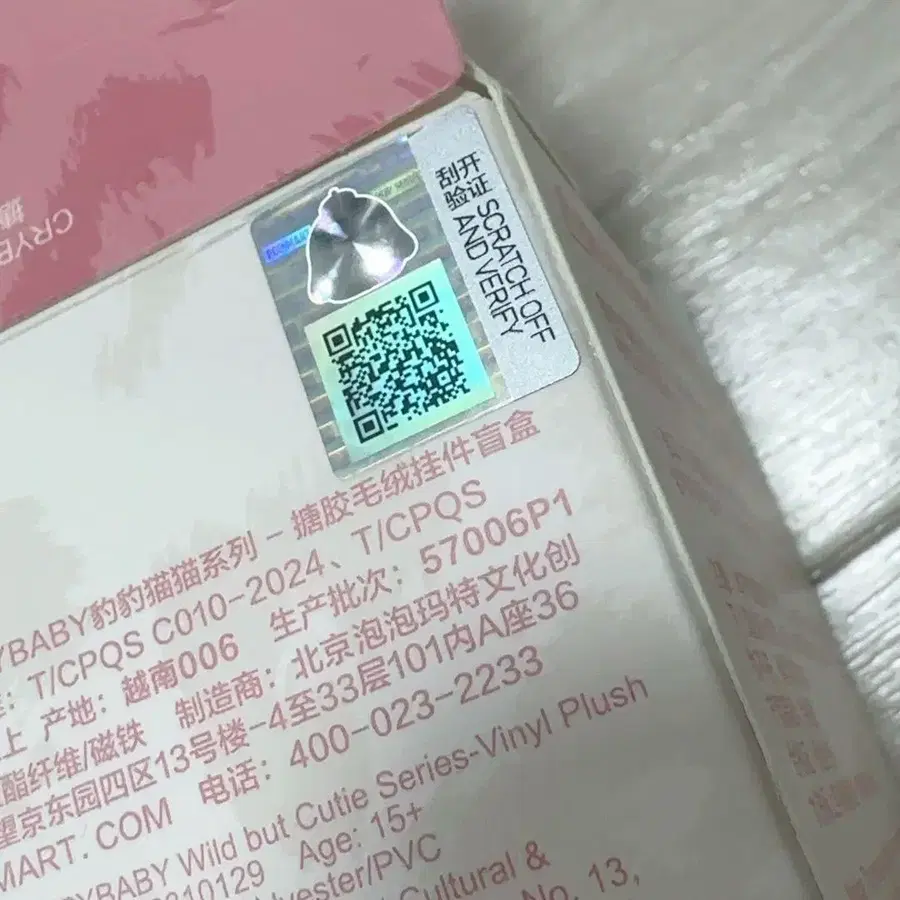 CRYB
刮开
验证 SCRATCH OFF
AND VERIFY
POP MART
YBABY豹豹猫猫系列 - 搪胶毛绒挂件盲盒
: T/CPQS C010-2024、T/CPQS
上 产地: 越南006 生产批次: 57006P1
酯纤维/磁铁 制造商: 北京泡泡玛特文化创
望京东园四区13号楼-4至33层101内A座36
MART. COM 电话: 400-023-2233
YBABY Wild but Cutie Series-Vinyl Plush
310129 Age: 15+
yester/PVC
Cultural &
No. 13,